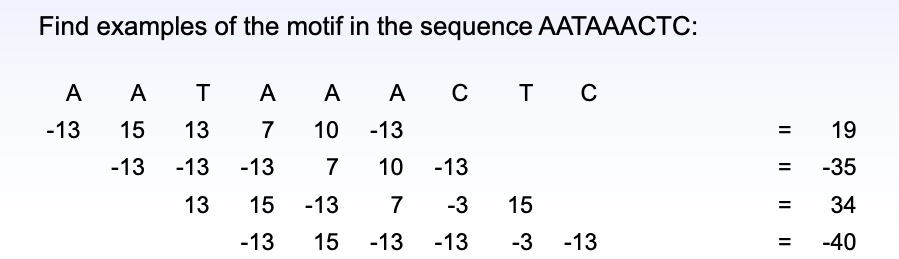 Find examples of the motif in the sequence AATAAACTC:
A A T A A A C T C
-13 15 13 7 10 -13 = 19
-13 -13 -13 7 10 -13 = -35
13 15 -13 7 -3 15 = 34
-13 15 -13 -13 -3 -13 = -40